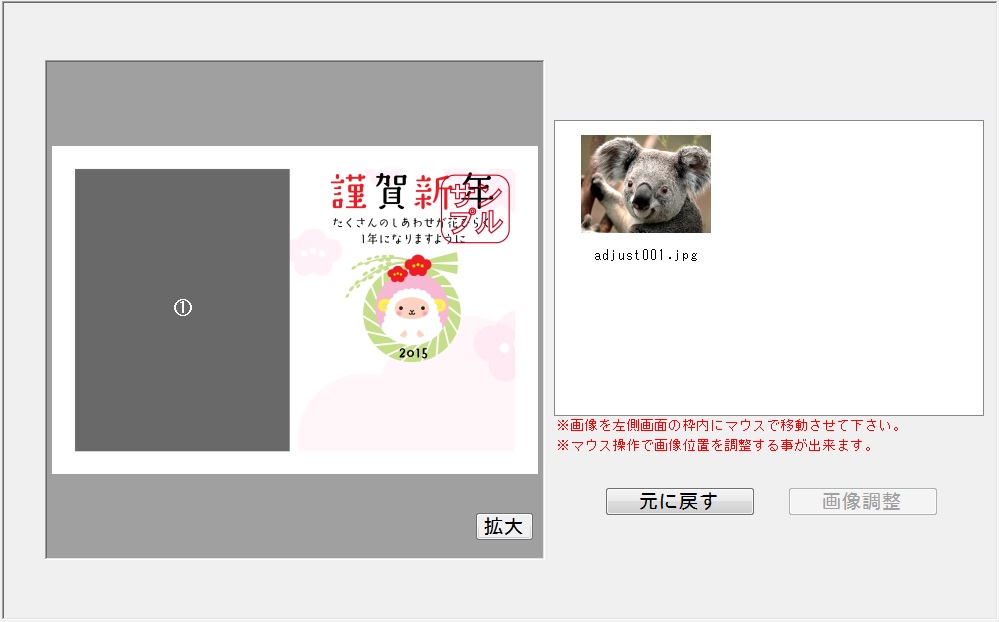 謹賀新年
サンプル
たくさんのしあわせが花ひらく
1年になりますように
①
2015
拡大
adjust001.jpg
※画像を左側画面の枠内にマウスで移動させて下さい。
※マウス操作で画像位置を調整する事が出来ます。
元に戻す
画像調整